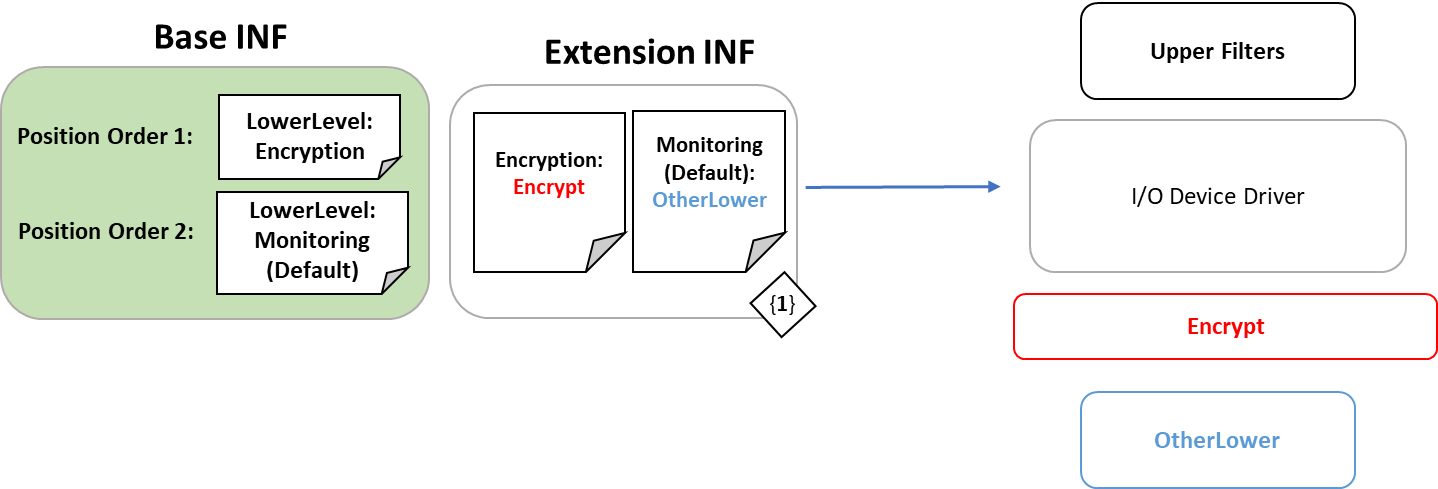 Base INF
Position Order 1:
LowerLevel:
Encryption
Position Order 2:
LowerLevel:
Monitoring
(Default)
Extension INF
Encryption:
Encrypt
Monitoring
(Default):
OtherLower
{1}
Upper Filters
I/O Device Driver
Encrypt
OtherLower